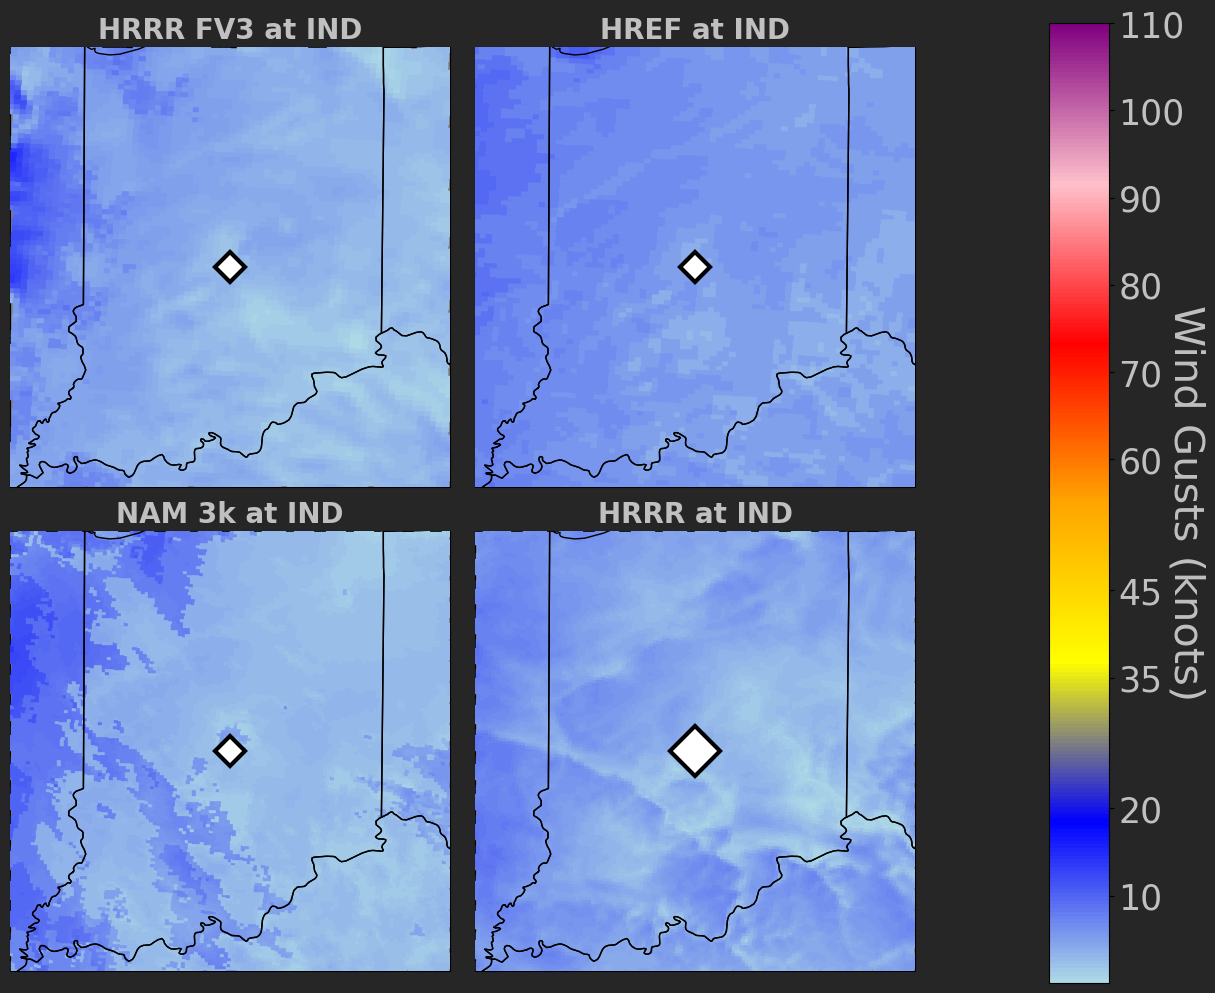 HRRR FV3 at IND
HREF at IND
NAM 3k at IND
HRRR at IND
110
100
90
80
70
60
45
35
20
10
Wind Gusts (knots)